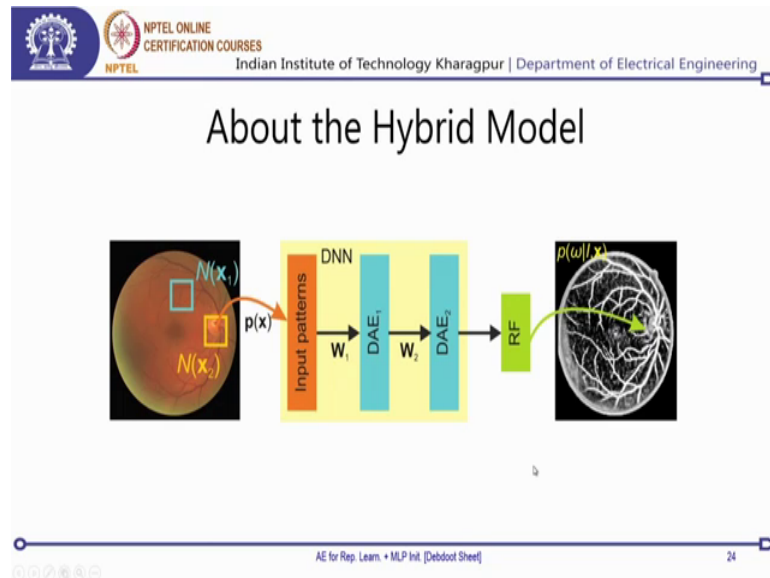 NPTEL ONLINE
CERTIFICATION COURSES
NPTEL
Indian Institute of Technology Kharagpur | Department of Electrical Engineering
About the Hybrid Model
N(x₁)
N(x₂)
p(x)
DNN
Input patterns
W₁
DAE₁
W₂
DAE₂
RF
p(ω|I,x)
AE for Rep. Learn. + MLP Init. [Debdoot Sheet]
24